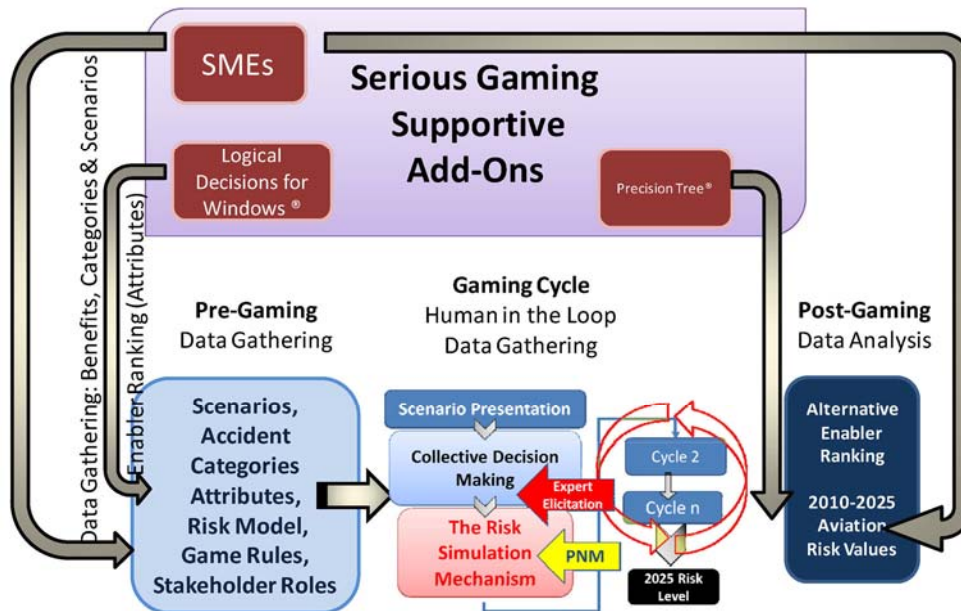 SMEs
Serious Gaming
Supportive
Add-Ons
Logical
Decisions for
Windows ®
Precision Tree®
Data Gathering: Benefits, Categories & Scenarios
Enabler Ranking (Attributes)
Pre-Gaming
Data Gathering
Gaming Cycle
Human in the Loop
Data Gathering
Post-Gaming
Data Analysis
Scenarios,
Accident
Categories
Attributes,
Risk Model,
Game Rules,
Stakeholder Roles
Scenario Presentation
Collective Decision
Making
Expert
Elicitation
The Risk
Simulation
Mechanism
PNM
Cycle 2
Cycle n
2025 Risk
Level
Alternative
Enabler
Ranking
2010-2025
Aviation
Risk Values